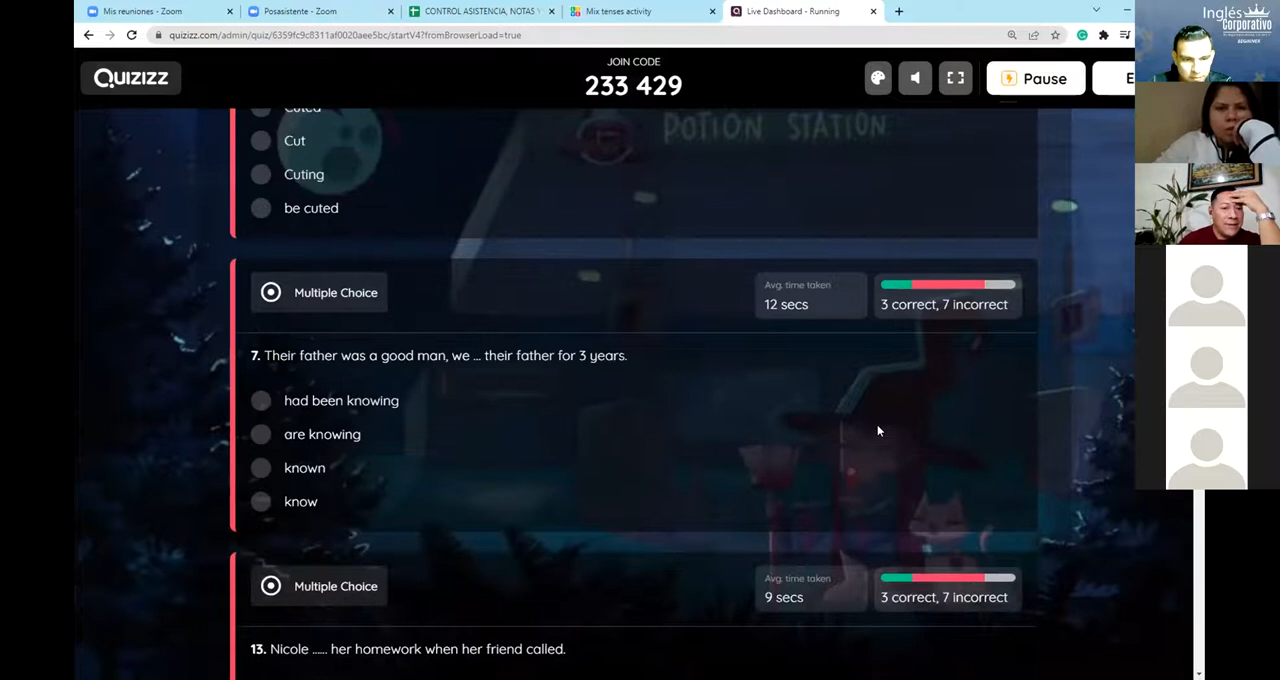 Mis reuniones - Zoom
Posasistente - Zoom
CONTROL ASISTENCIA, NOTAS Y
Mix tenses activity
Live Dashboard - Running
quizizz.com/admin/quiz/6359fc9c8311af0020aee5bc/startV4?fromBrowserLoad=true
Inglés
Corporativo
BEGINNER
QUIZIZZ
JOIN CODE
233 429
Pause
E
Cuted
POTION STATION
Cut
Cuting
be cuted
Multiple Choice
Avg. time taken
12 secs
3 correct, 7 incorrect
7. Their father was a good man, we ... their father for 3 years.
had been knowing
are knowing
known
know
Multiple Choice
Avg. time taken
9 secs
3 correct, 7 incorrect
13. Nicole ...... her homework when her friend called.